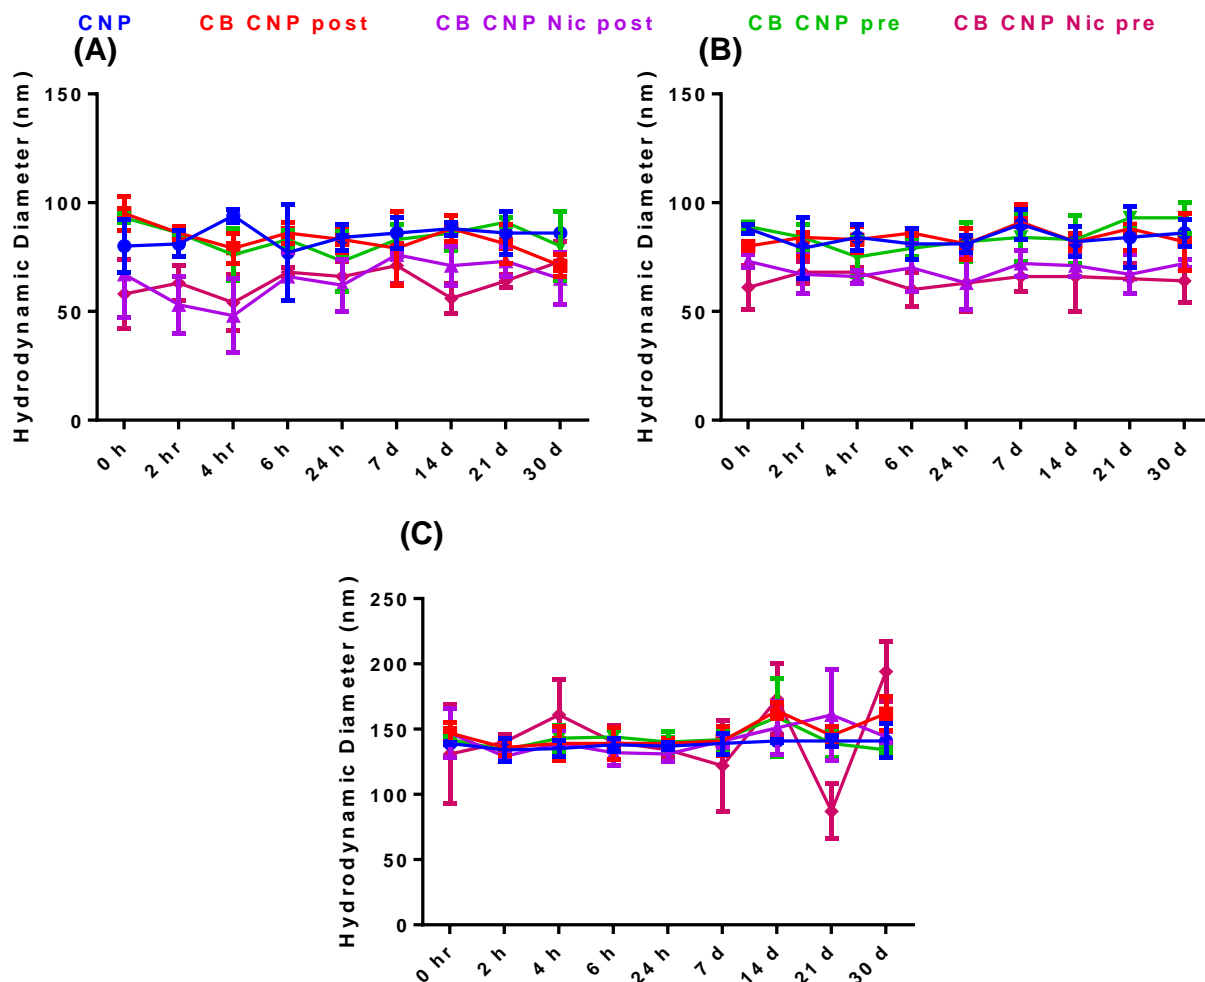 CNP CB CNP post CB CNP Nic post CB CNP pre CB CNP Nic pre
(A)
Hydrodynamic Diameter (nm)
150
100
50
0
0 h 2 hr 4 hr 6 h 24 h 7 d 14 d 21 d 30 d
(B)
Hydrodynamic Diameter (nm)
150
100
50
0
0 h 2 hr 4 hr 6 h 24 h 7 d 14 d 21 d 30 d
(C)
Hydrodynamic Diameter (nm)
250
200
150
100
50
0
0 hr 2 h 4 h 6 h 24 h 7 d 14 d 21 d 30 d